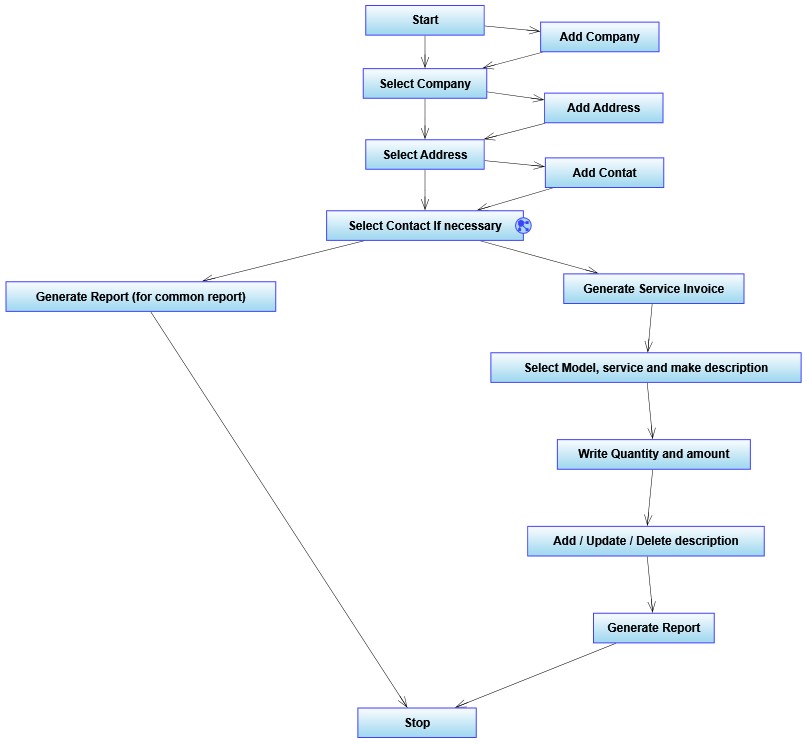 Start
Add Company
Select Company
Add Address
Select Address
Add Contat
Select Contact If necessary
Generate Report (for common report)
Generate Service Invoice
Select Model, service and make description
Write Quantity and amount
Add / Update / Delete description
Generate Report
Stop